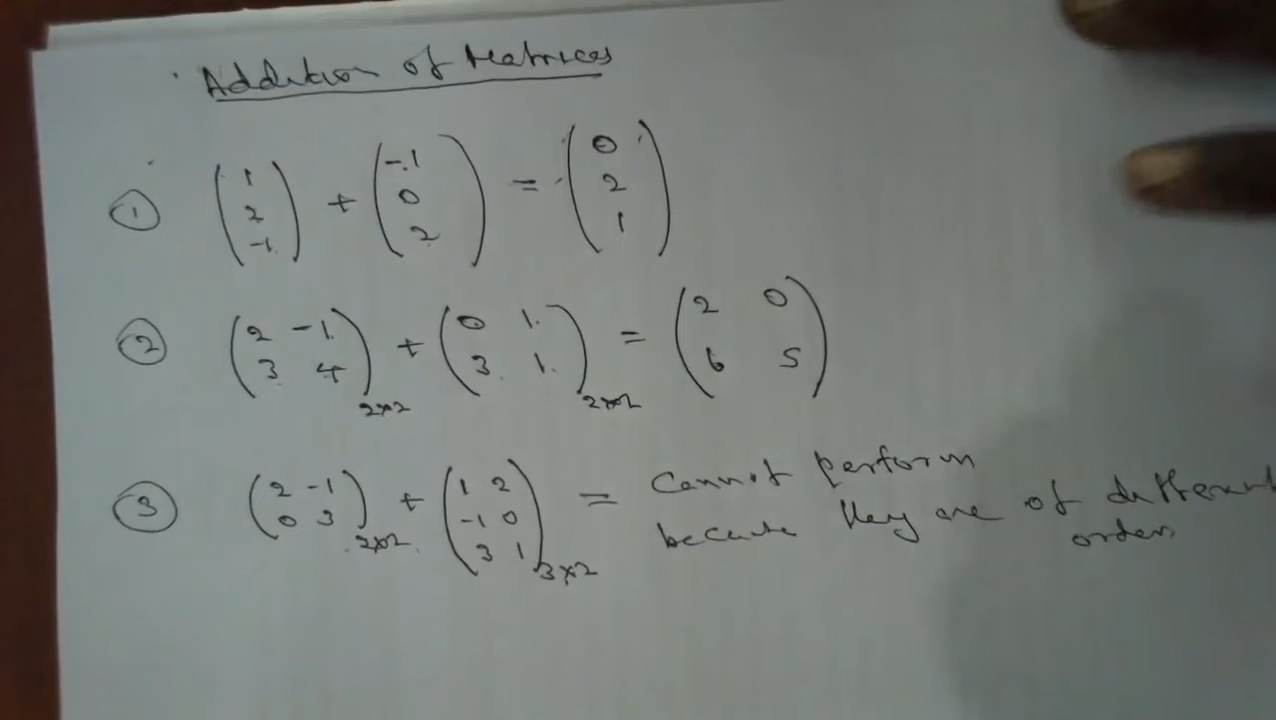 Addition of Matrices
① (1 2 -1) + (-1 0 2) = (0 2 1)
② (2 -1 3 4) 2×2 + (0 1 3 1) 2×2 = (2 0 6 5)
③ (2 -1 0 3) 2×2 + (1 2 -1 0 3 1) 3×2 = Cannot perform
because they are of different
orders